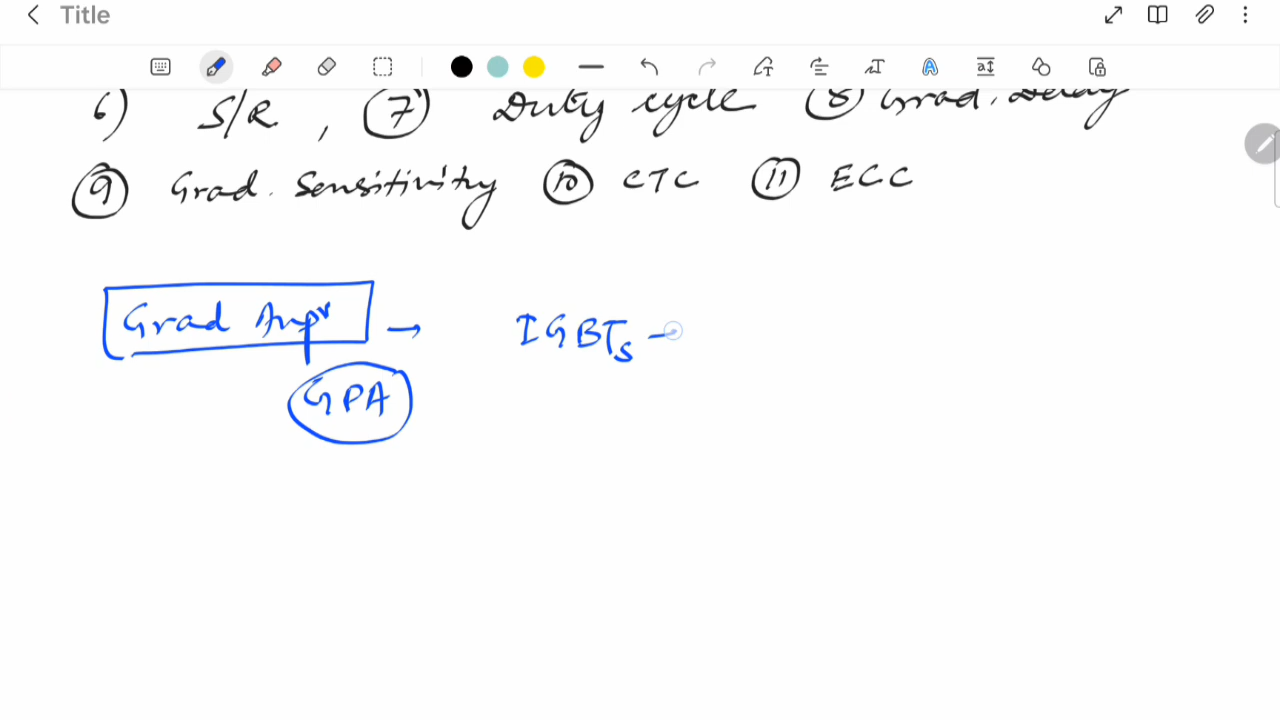 Title
6) S/R , (7) Duty cycle (8) Grad. Delay
(9) Grad. Sensitivity (10) CTC (11) ECC
Grad Ampr → IGBTs -
GPA